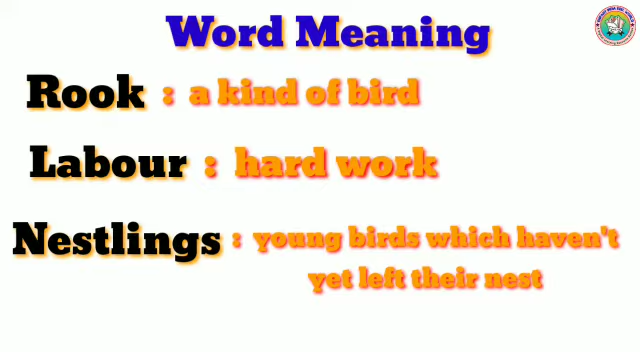 Word Meaning
Rook : a kind of bird
Labour : hard work
Nestlings : young birds which haven't
yet left their nest